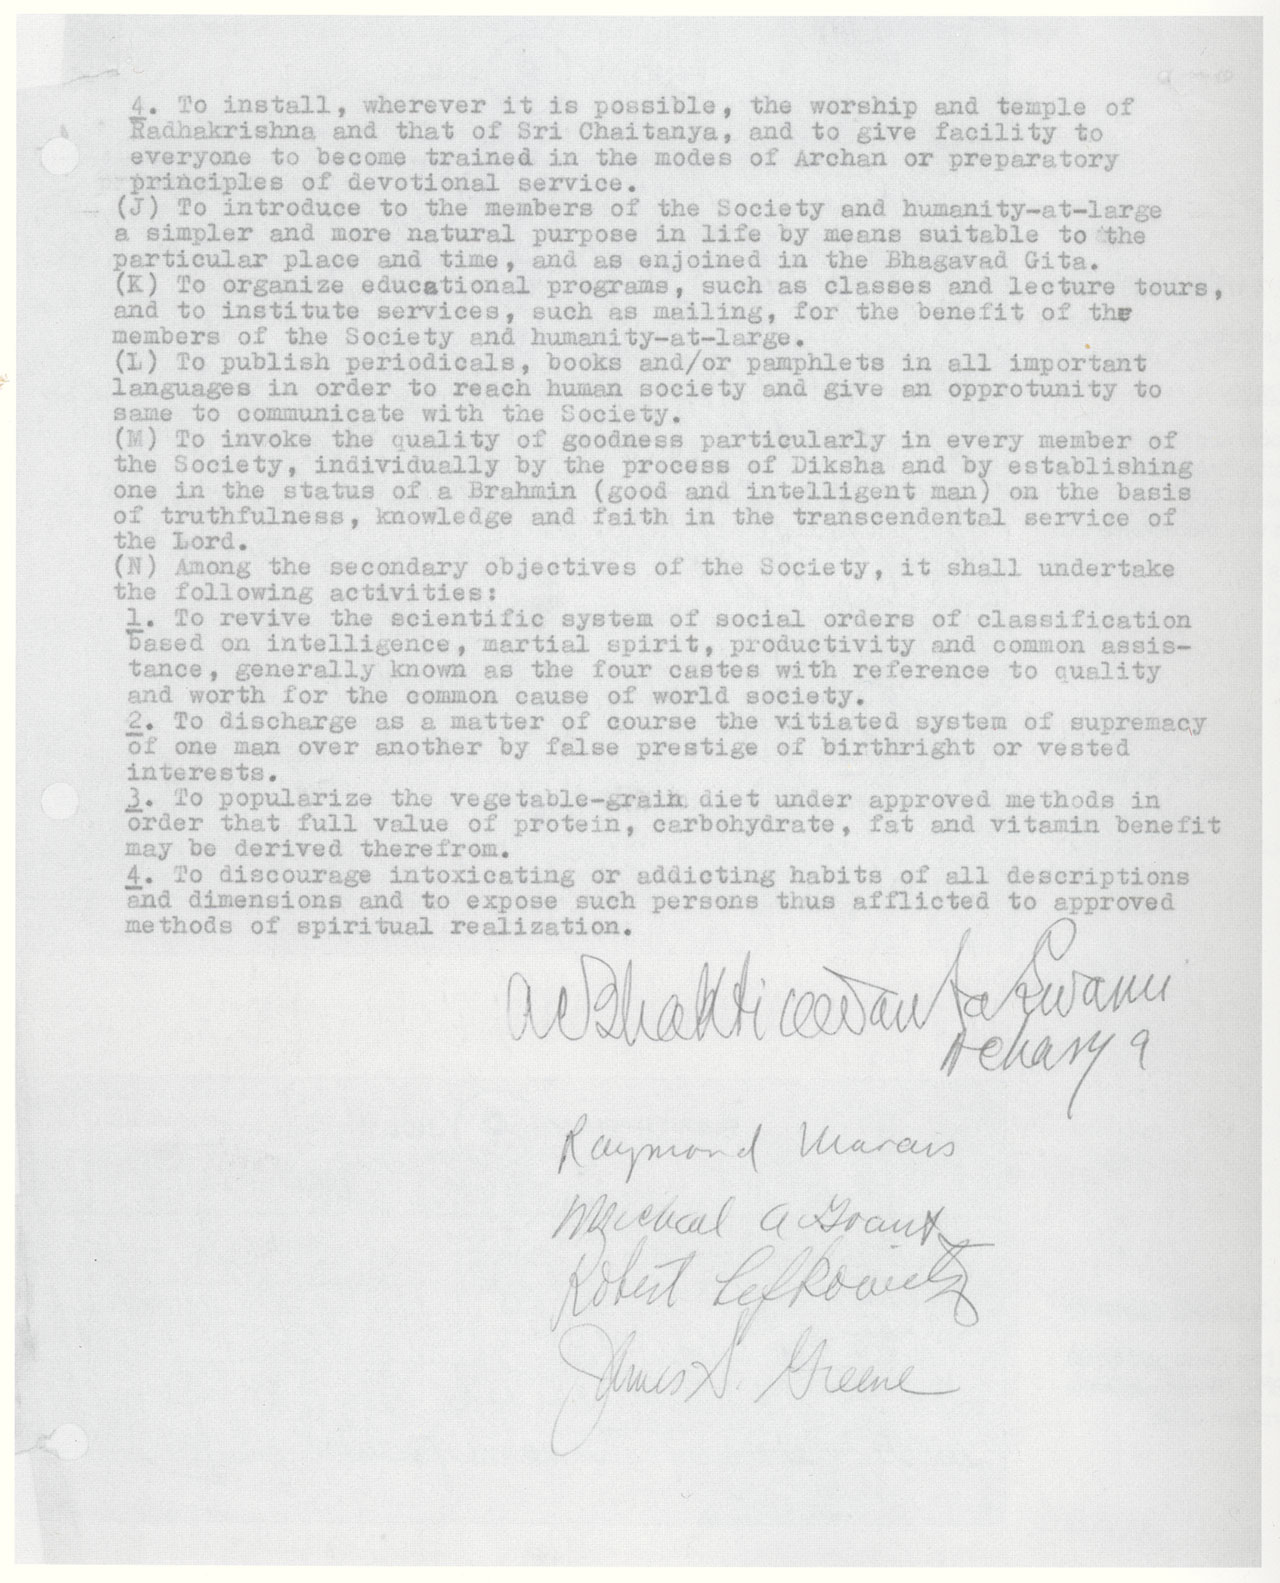 4. To install, wherever it is possible, the worship and temple of
Radhakrishna and that of Sri Chaitanya, and to give facility to
everyone to become trained in the modes of Archan or preparatory
principles of devotional service.
(J) To introduce to the members of the Society and humanity-at-large
a simpler and more natural purpose in life by means suitable to the
particular place and time, and as enjoined in the Bhagavad Gita.
(K) To organize educational programs, such as classes and lecture tours,
and to institute services, such as mailing, for the benefit of the
members of the Society and humanity-at-large.
(L) To publish periodicals, books and/or pamphlets in all important
languages in order to reach human society and give an opprotunity to
same to communicate with the Society.
(M) To invoke the quality of goodness particularly in every member of
the Society, individually by the process of Diksha and by establishing
one in the status of a Brahmin (good and intelligent man) on the basis
of truthfulness, knowledge and faith in the transcendental service of
the Lord.
(N) Among the secondary objectives of the Society, it shall undertake
the following activities:
1. To revive the scientific system of social orders of classification
based on intelligence, martial spirit, productivity and common assis-
tance, generally known as the four castes with reference to quality
and worth for the common cause of world society.
2. To discharge as a matter of course the vitiated system of supremacy
of one man over another by false prestige of birthright or vested
interests.
3. To popularize the vegetable-grain diet under approved methods in
order that full value of protein, carbohydrate, fat and vitamin benefit
may be derived therefrom.
4. To discourage intoxicating or addicting habits of all descriptions
and dimensions and to expose such persons thus afflicted to approved
methods of spiritual realization.
A C Bhaktivedanta Swami
Acharya
Raymond Marais
Michael A Grant
Robert Lefkowitz
James S. Greene